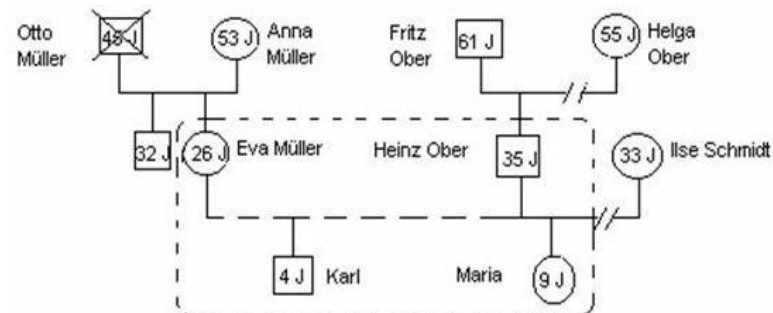 Otto
Müller
45 J
53 J
Anna
Müller
Fritz
Ober
61 J
55 J
Helga
Ober
32 J
26 J
Eva Müller
Heinz Ober
35 J
33 J
Ilse Schmidt
4 J
Karl
Maria
9 J